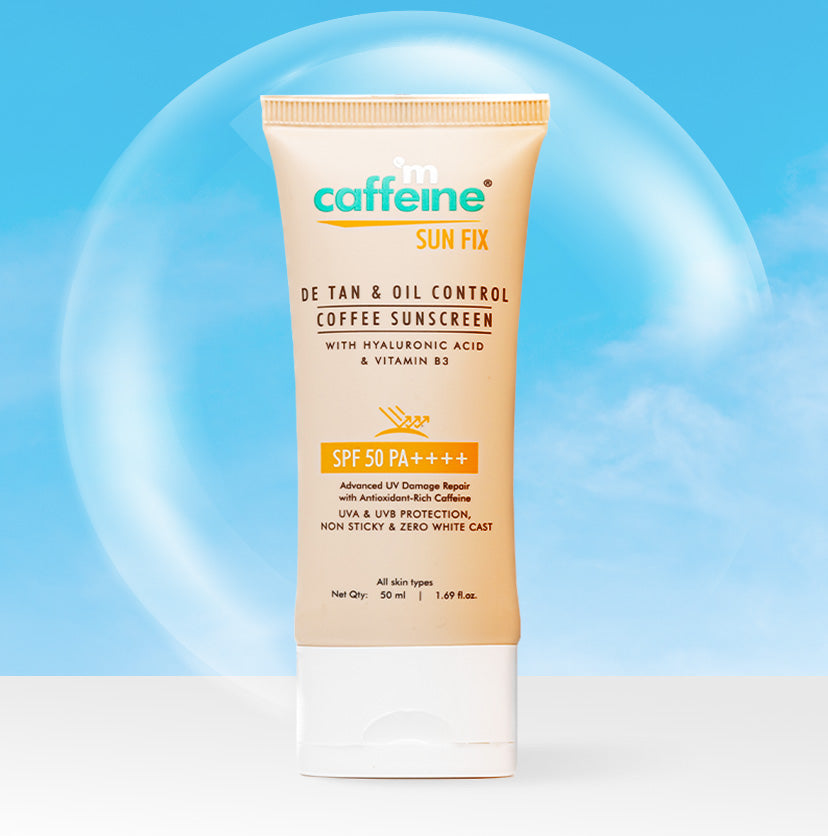 'm
caffeine®
SUN FIX
DE TAN & OIL CONTROL
COFFEE SUNSCREEN
WITH HYALURONIC ACID
& VITAMIN B3
SPF 50 PA++++
Advanced UV Damage Repair
with Antioxidant-Rich Caffeine
UVA & UVB PROTECTION,
NON STICKY & ZERO WHITE CAST
All skin types
Net Qty: 50 ml | 1.69 fl.oz.